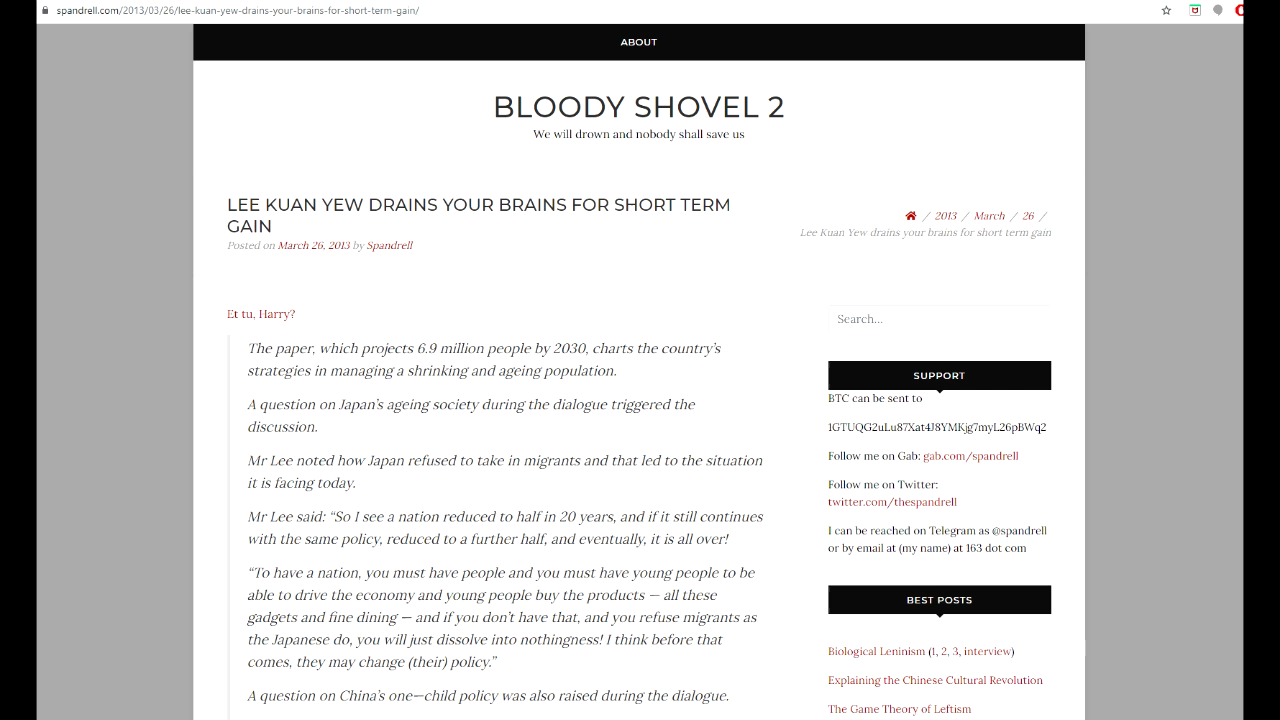 spandrell.com/2013/03/26/lee-kuan-yew-drains-your-brains-for-short-term-gain/
ABOUT
BLOODY SHOVEL 2
We will drown and nobody shall save us
LEE KUAN YEW DRAINS YOUR BRAINS FOR SHORT TERM
GAIN
Posted on March 26, 2013 by Spandrell
/ 2013 / March / 26 /
Lee Kuan Yew drains your brains for short term gain
Et tu, Harry?
The paper, which projects 6.9 million people by 2030, charts the country's
strategies in managing a shrinking and ageing population.
A question on Japan's ageing society during the dialogue triggered the
discussion.
Mr Lee noted how Japan refused to take in migrants and that led to the situation
it is facing today.
Mr Lee said: “So I see a nation reduced to half in 20 years, and if it still continues
with the same policy, reduced to a further half, and eventually, it is all over!
“To have a nation, you must have people and you must have young people to be
able to drive the economy and young people buy the products — all these
gadgets and fine dining — and if you don't have that, and you refuse migrants as
the Japanese do, you will just dissolve into nothingness! I think before that
comes, they may change (their) policy.”
A question on China's one-child policy was also raised during the dialogue.
Search...
SUPPORT
BTC can be sent to
1GTUQG2uLu87Xat4J8YMKjg7myL26pBWq2
Follow me on Gab: gab.com/spandrell
Follow me on Twitter:
twitter.com/thespandrell
I can be reached on Telegram as @spandrell
or by email at (my name) at 163 dot com
BEST POSTS
Biological Leninism (1, 2, 3, interview)
Explaining the Chinese Cultural Revolution
The Game Theory of Leftism